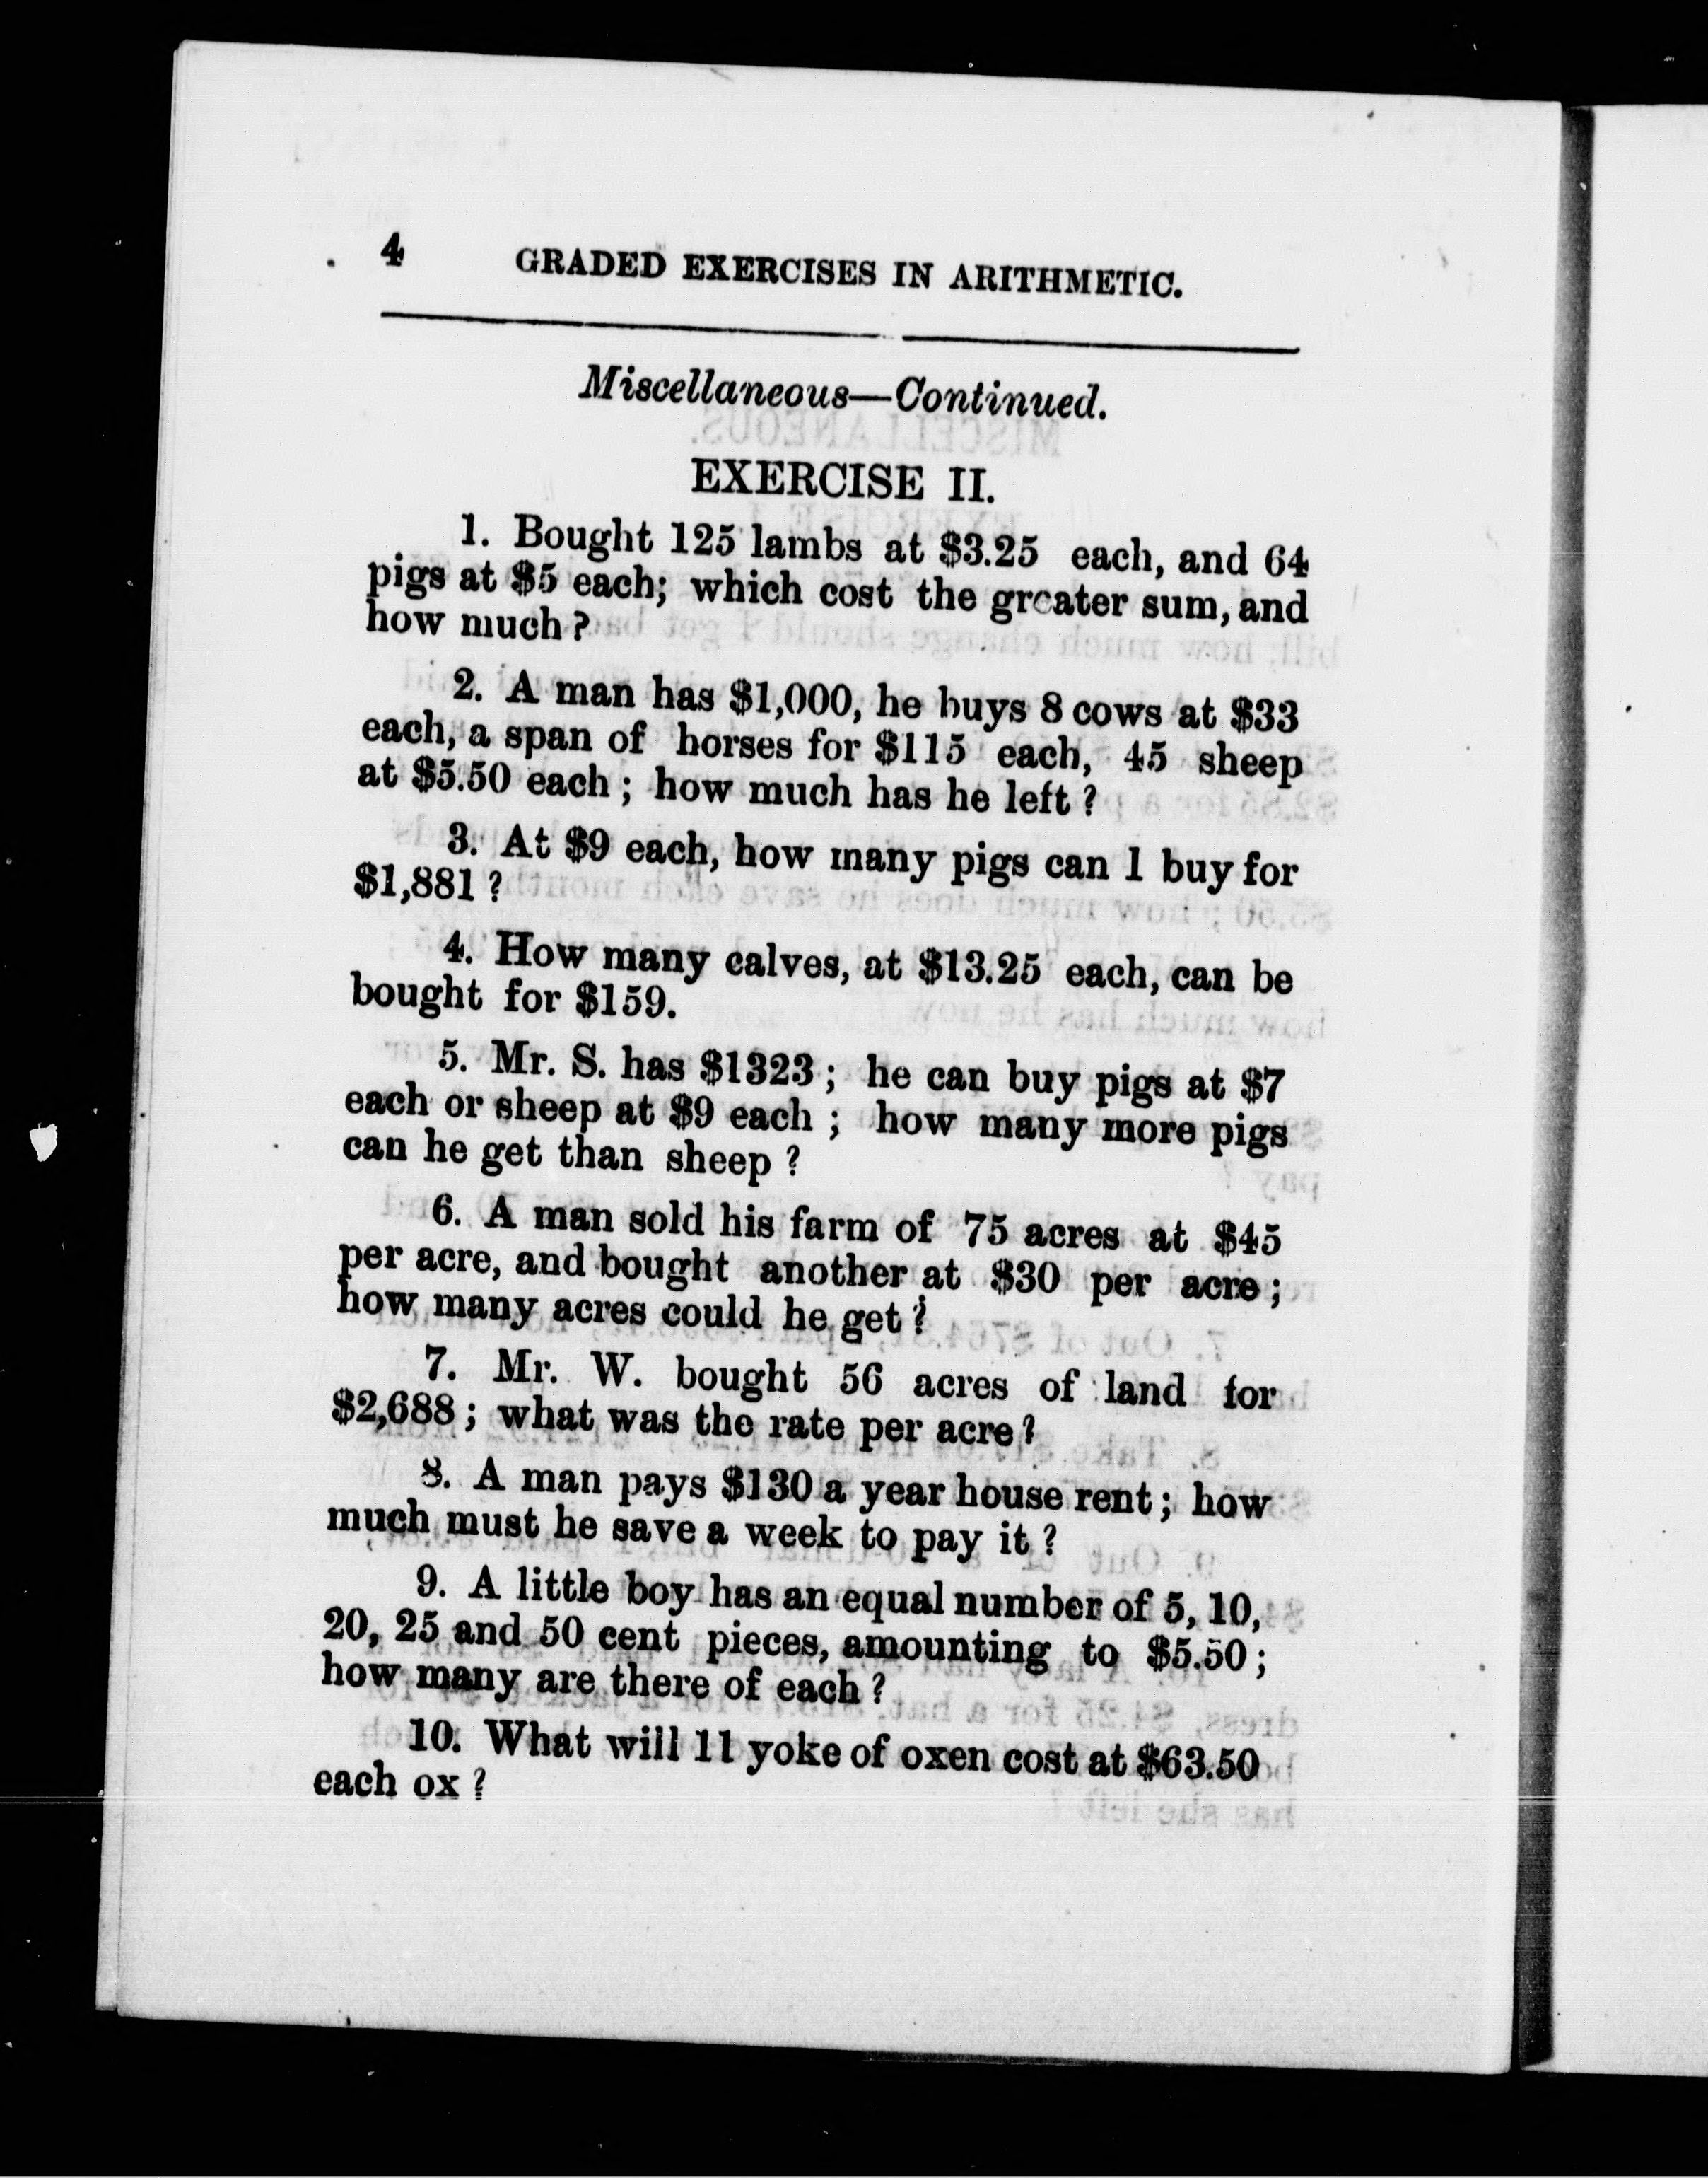 4 GRADED EXERCISES IN ARITHMETIC.
Miscellaneous—Continued.
EXERCISE II.
1. Bought 125 lambs at $3.25 each, and 64
pigs at $5 each; which cost the greater sum, and
how much?
2. A man has $1,000, he buys 8 cows at $33
each, a span of horses for $115 each, 45 sheep
at $5.50 each; how much has he left?
3. At $9 each, how many pigs can I buy for
$1,881?
4. How many calves, at $13.25 each, can be
bought for $159.
5. Mr. S. has $1323; he can buy pigs at $7
each or sheep at $9 each; how many more pigs
can he get than sheep?
6. A man sold his farm of 75 acres at $45
per acre, and bought another at $30 per acre;
how many acres could he get?
7. Mr. W. bought 56 acres of land for
$2,688; what was the rate per acre?
8. A man pays $130 a year house rent; how
much must he save a week to pay it?
9. A little boy has an equal number of 5, 10,
20, 25 and 50 cent pieces, amounting to $5.50;
how many are there of each?
10. What will 11 yoke of oxen cost at $63.50
each ox?